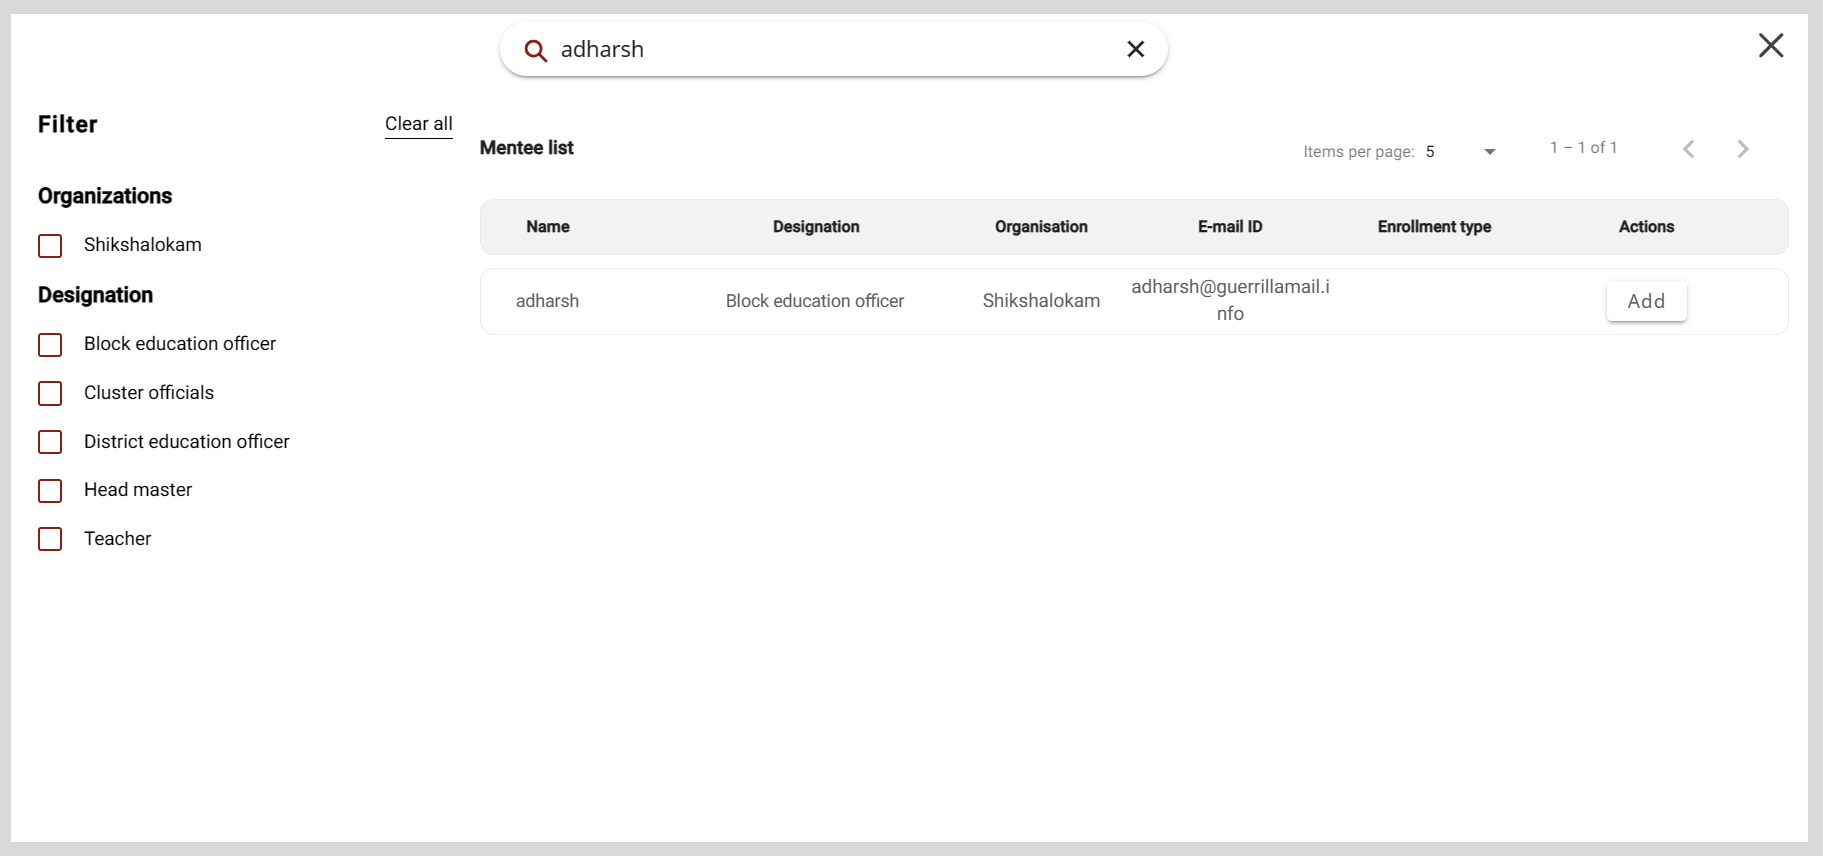 adharsh
Filter
Clear all
Organizations
Shikshalokam
Designation
Block education officer
Cluster officials
District education officer
Head master
Teacher
Mentee list
Items per page: 5
1 – 1 of 1
Name Designation Organisation E-mail ID Enrollment type Actions
adharsh Block education officer Shikshalokam adharsh@guerrillamail.i
nfo
Add